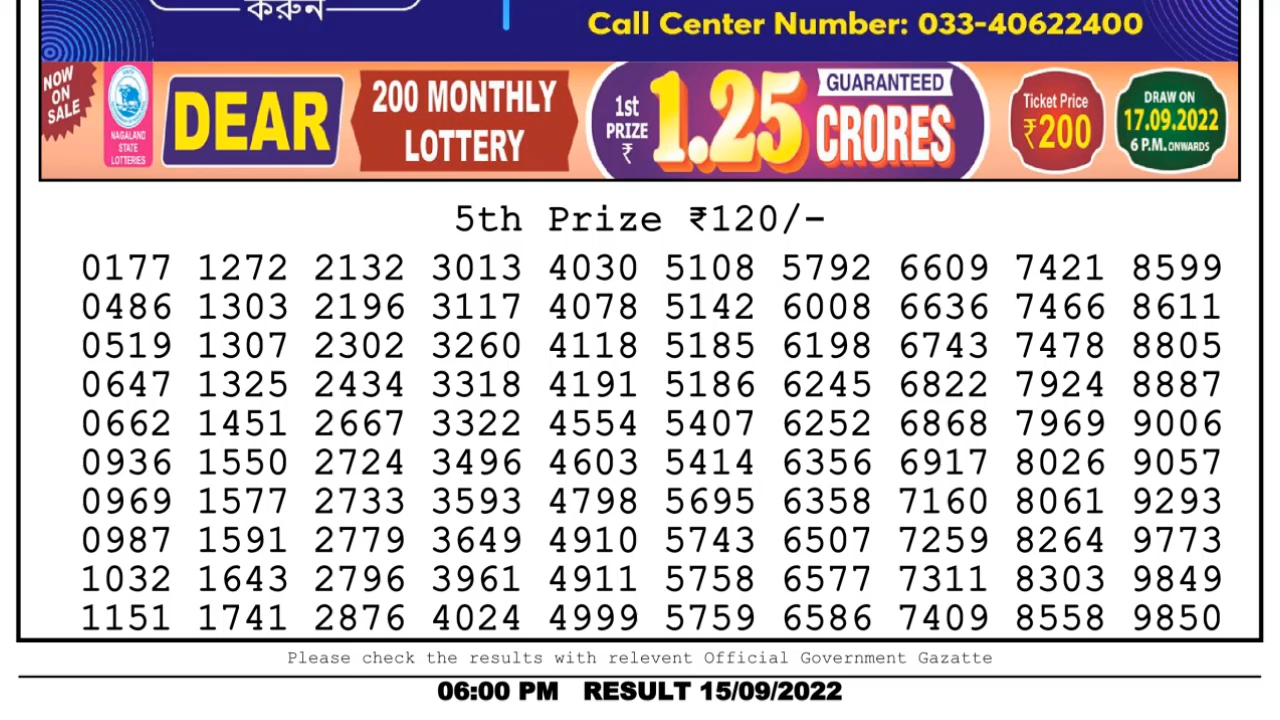 করুন
Call Center Number: 033-40622400
NOW
ON
SALE
NAGALAND
STATE
LOTTERIES
DEAR
200 MONTHLY
LOTTERY
1st
PRIZE
₹
1.25
GUARANTEED
CRORES
Ticket Price
₹200
DRAW ON
17.09.2022
6 P.M. ONWARDS
5th Prize ₹120/-
0177 1272 2132 3013 4030 5108 5792 6609 7421 8599
0486 1303 2196 3117 4078 5142 6008 6636 7466 8611
0519 1307 2302 3260 4118 5185 6198 6743 7478 8805
0647 1325 2434 3318 4191 5186 6245 6822 7924 8887
0662 1451 2667 3322 4554 5407 6252 6868 7969 9006
0936 1550 2724 3496 4603 5414 6356 6917 8026 9057
0969 1577 2733 3593 4798 5695 6358 7160 8061 9293
0987 1591 2779 3649 4910 5743 6507 7259 8264 9773
1032 1643 2796 3961 4911 5758 6577 7311 8303 9849
1151 1741 2876 4024 4999 5759 6586 7409 8558 9850
Please check the results with relevent Official Government Gazatte
06:00 PM RESULT 15/09/2022